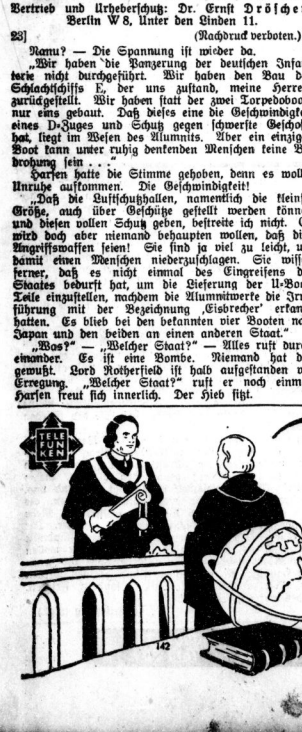 Vertrieb und Urheberschutz: Dr. Ernst Drösche
Berlin W 8, Unter den Linden 11.
23] (Nachdruck verboten.)
Nanu? — Die Spannung ist wieder da.
„Wir haben die Panzerung der deutschen Infan
terie nicht durchgeführt. Wir haben den Bau d
Schlachtschiffs E, der uns zustand, meine Herre
zurückgestellt. Wir haben statt der zwei Torpedoboo
nur eins gebaut. Daß dieses eine die Geschwindigke
eines D-Zuges und Schutz gegen schwerste Geschos
hat, liegt im Wesen des Alumnits. Aber ein einzig
Boot kann unter ruhig denkenden Menschen keine B
drohung sein . . .“
Harsen hatte die Stimme gehoben, denn es woll
Unruhe aufkommen. Die Geschwindigkeit!
„Daß die Luftschutzhallen, namentlich die klein
Größe, auch über Geschütze gestellt werden könn
und diesen vollen Schutz geben, bestreite ich nicht. G
wird doch aber niemand behaupten wollen, daß di
Angriffswaffen seien! Sie sind ja viel zu leicht, u
damit einen Menschen niederzuschlagen. Sie wiss
ferner, daß es nicht einmal des Eingreifens d
Staates bedurft hat, um die Lieferung der U-Boo
Teile einzustellen, nachdem die Alumnitwerke die Irr
führung mit der Bezeichnung ‚Eisbrecher‘ erkan
hatten. Es blieb bei den bekannten vier Booten na
Japan und den beiden an einen anderen Staat.“
„Was?“ — „Welcher Staat?“ — Alles ruft durc
einander. Es ist eine Bombe. Niemand hat d
gewußt. Lord Rotherfield ist halb aufgestanden v
Erregung. „Welcher Staat?“ ruft er noch einm
Harsen freut sich innerlich. Der Hieb sitzt.
TELE
FUN
KEN
142